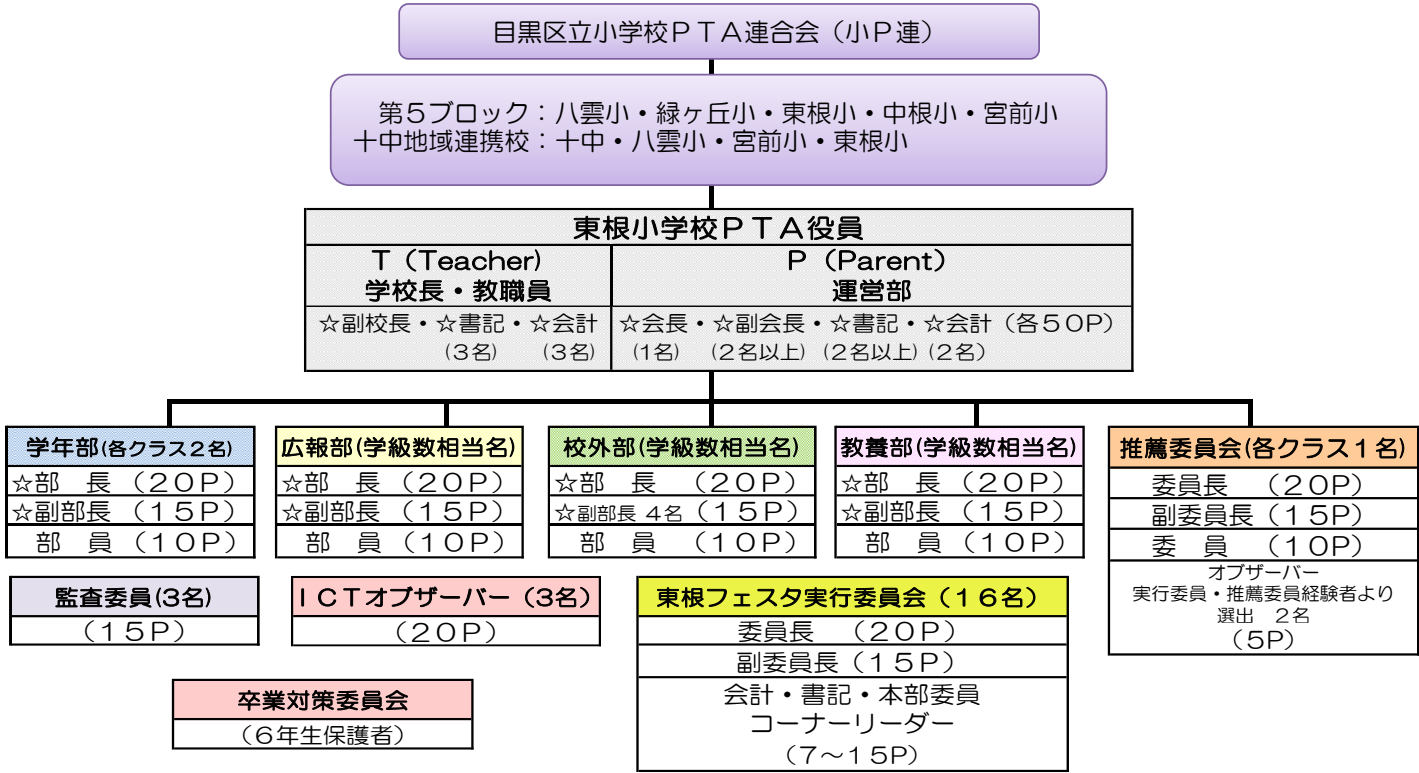 目黒区立小学校ＰＴＡ連合会（小Ｐ連）
第５ブロック：八雲小・緑ヶ丘小・東根小・中根小・宮前小
十中地域連携校：十中・八雲小・宮前小・東根小
東根小学校ＰＴＡ役員
Ｔ（Teacher)
学校長・教職員
☆副校長・☆書記・☆会計
(３名) (３名)
Ｐ（Parent）
運営部
☆会長・☆副会長・☆書記・☆会計（各５０Ｐ）
(１名) (２名以上) (２名以上) (２名）
学年部(各クラス２名)
☆部　長（２０Ｐ）
☆副部長（１５Ｐ）
部　員（１０Ｐ）
広報部(学級数相当名)
☆部　長（２０Ｐ）
☆副部長（１５Ｐ）
部　員（１０Ｐ）
校外部(学級数相当名)
☆部　長（２０Ｐ）
☆副部長 ４名（１５Ｐ）
部　員（１０Ｐ）
教養部(学級数相当名)
☆部　長（２０Ｐ）
☆副部長（１５Ｐ）
部　員（１０Ｐ）
推薦委員会(各クラス１名)
委員長　（２０Ｐ）
副委員長（１５Ｐ）
委　員　（１０Ｐ）
オブザーバー
実行委員・推薦委員経験者より
選出　２名
（５Ｐ）
監査委員(３名)
（１５Ｐ）
ＩＣＴオブザーバー（３名）
（２０Ｐ）
東根フェスタ実行委員会（１６名）
委員長　（２０Ｐ）
副委員長（１５Ｐ）
会計・書記・本部委員
コーナーリーダー
（７～１５Ｐ）
卒業対策委員会
（６年生保護者）